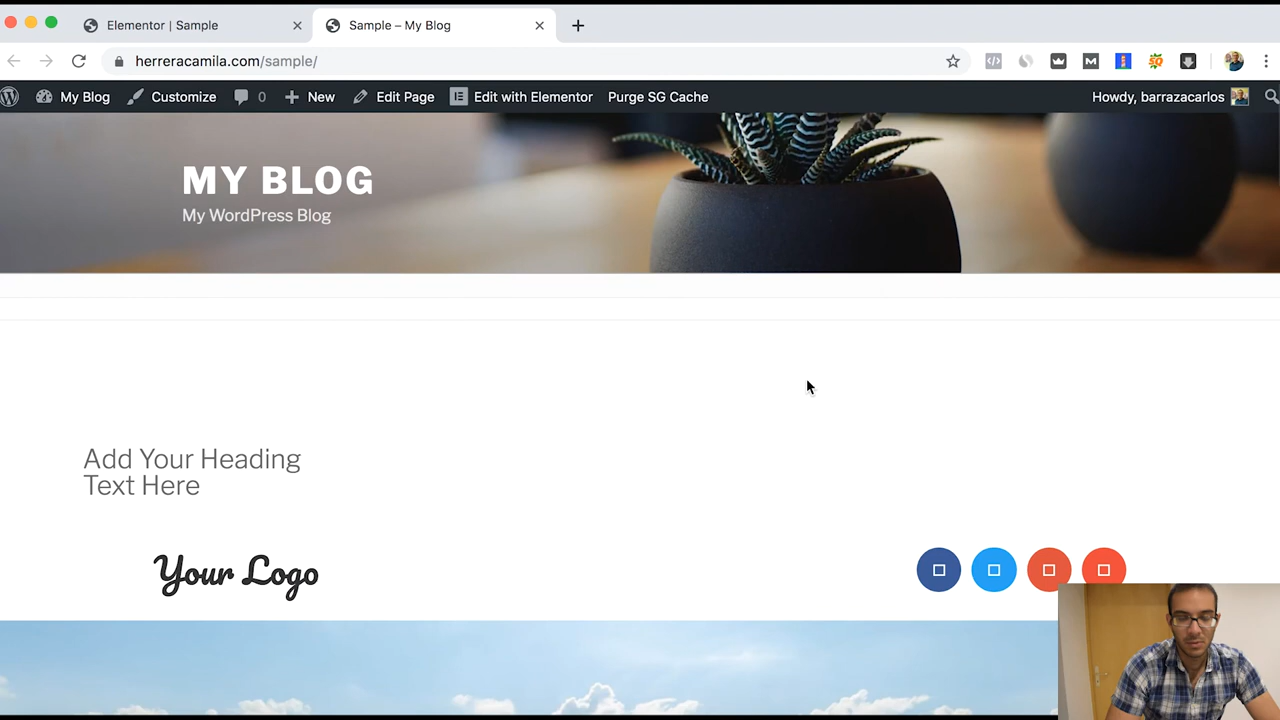 Elementor | Sample
Sample – My Blog
herreracamila.com/sample/
My Blog
Customize
0
New
Edit Page
Edit with Elementor
Purge SG Cache
Howdy, barrazacarlos
MY BLOG
My WordPress Blog
Add Your Heading
Text Here
Your Logo